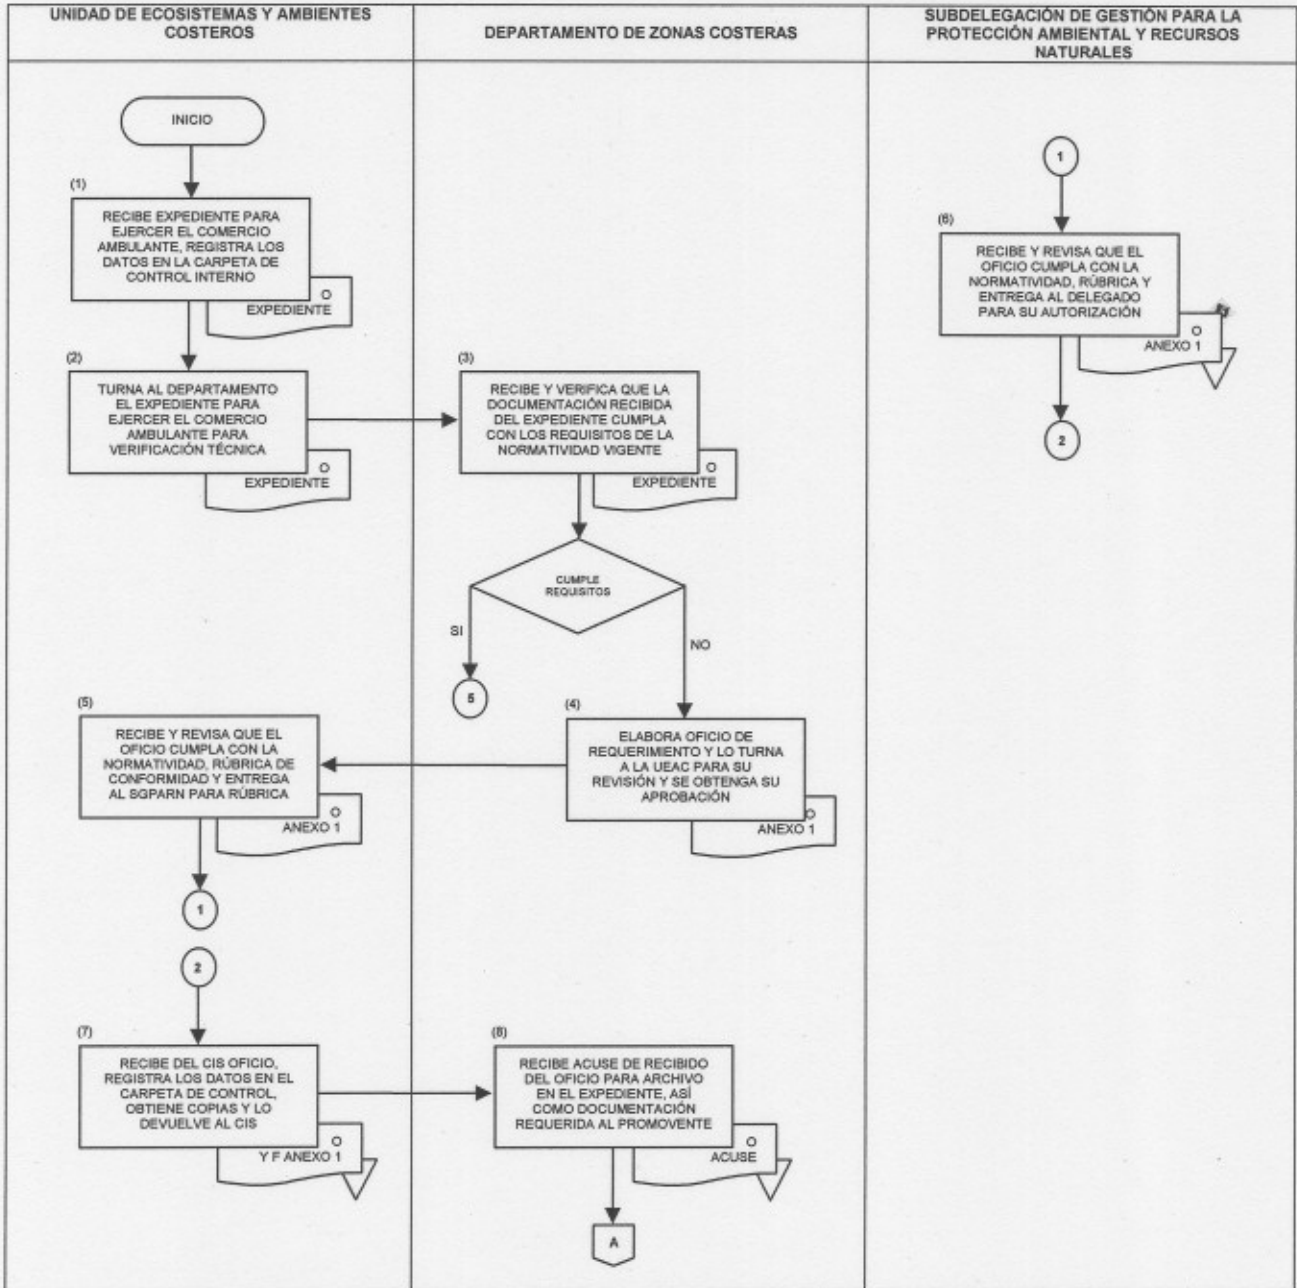 UNIDAD DE ECOSISTEMAS Y AMBIENTES
COSTEROS
DEPARTAMENTO DE ZONAS COSTERAS
SUBDELEGACIÓN DE GESTIÓN PARA LA
PROTECCIÓN AMBIENTAL Y RECURSOS
NATURALES
INICIO
(1)
RECIBE EXPEDIENTE PARA
EJERCER EL COMERCIO
AMBULANTE, REGISTRA LOS
DATOS EN LA CARPETA DE
CONTROL INTERNO
O
EXPEDIENTE
(2)
TURNA AL DEPARTAMENTO
EL EXPEDIENTE PARA
EJERCER EL COMERCIO
AMBULANTE PARA
VERIFICACIÓN TÉCNICA
O
EXPEDIENTE
(3)
RECIBE Y VERIFICA QUE LA
DOCUMENTACIÓN RECIBIDA
DEL EXPEDIENTE CUMPLA
CON LOS REQUISITOS DE LA
NORMATIVIDAD VIGENTE
O
EXPEDIENTE
CUMPLE
REQUISITOS
SI
NO
5
(4)
ELABORA OFICIO DE
REQUERIMIENTO Y LO TURNA
A LA UEAC PARA SU
REVISIÓN Y SE OBTENGA SU
APROBACIÓN
O
ANEXO 1
(5)
RECIBE Y REVISA QUE EL
OFICIO CUMPLA CON LA
NORMATIVIDAD, RÚBRICA DE
CONFORMIDAD Y ENTREGA
AL SGPARN PARA RÚBRICA
O
ANEXO 1
1
1
(6)
RECIBE Y REVISA QUE EL
OFICIO CUMPLA CON LA
NORMATIVIDAD, RÚBRICA Y
ENTREGA AL DELEGADO
PARA SU AUTORIZACIÓN
O
ANEXO 1
2
2
(7)
RECIBE DEL CIS OFICIO,
REGISTRA LOS DATOS EN EL
CARPETA DE CONTROL,
OBTIENE COPIAS Y LO
DEVUELVE AL CIS
O
Y F ANEXO 1
(8)
RECIBE ACUSE DE RECIBIDO
DEL OFICIO PARA ARCHIVO
EN EL EXPEDIENTE, ASÍ
COMO DOCUMENTACIÓN
REQUERIDA AL PROMOVENTE
O
ACUSE
A